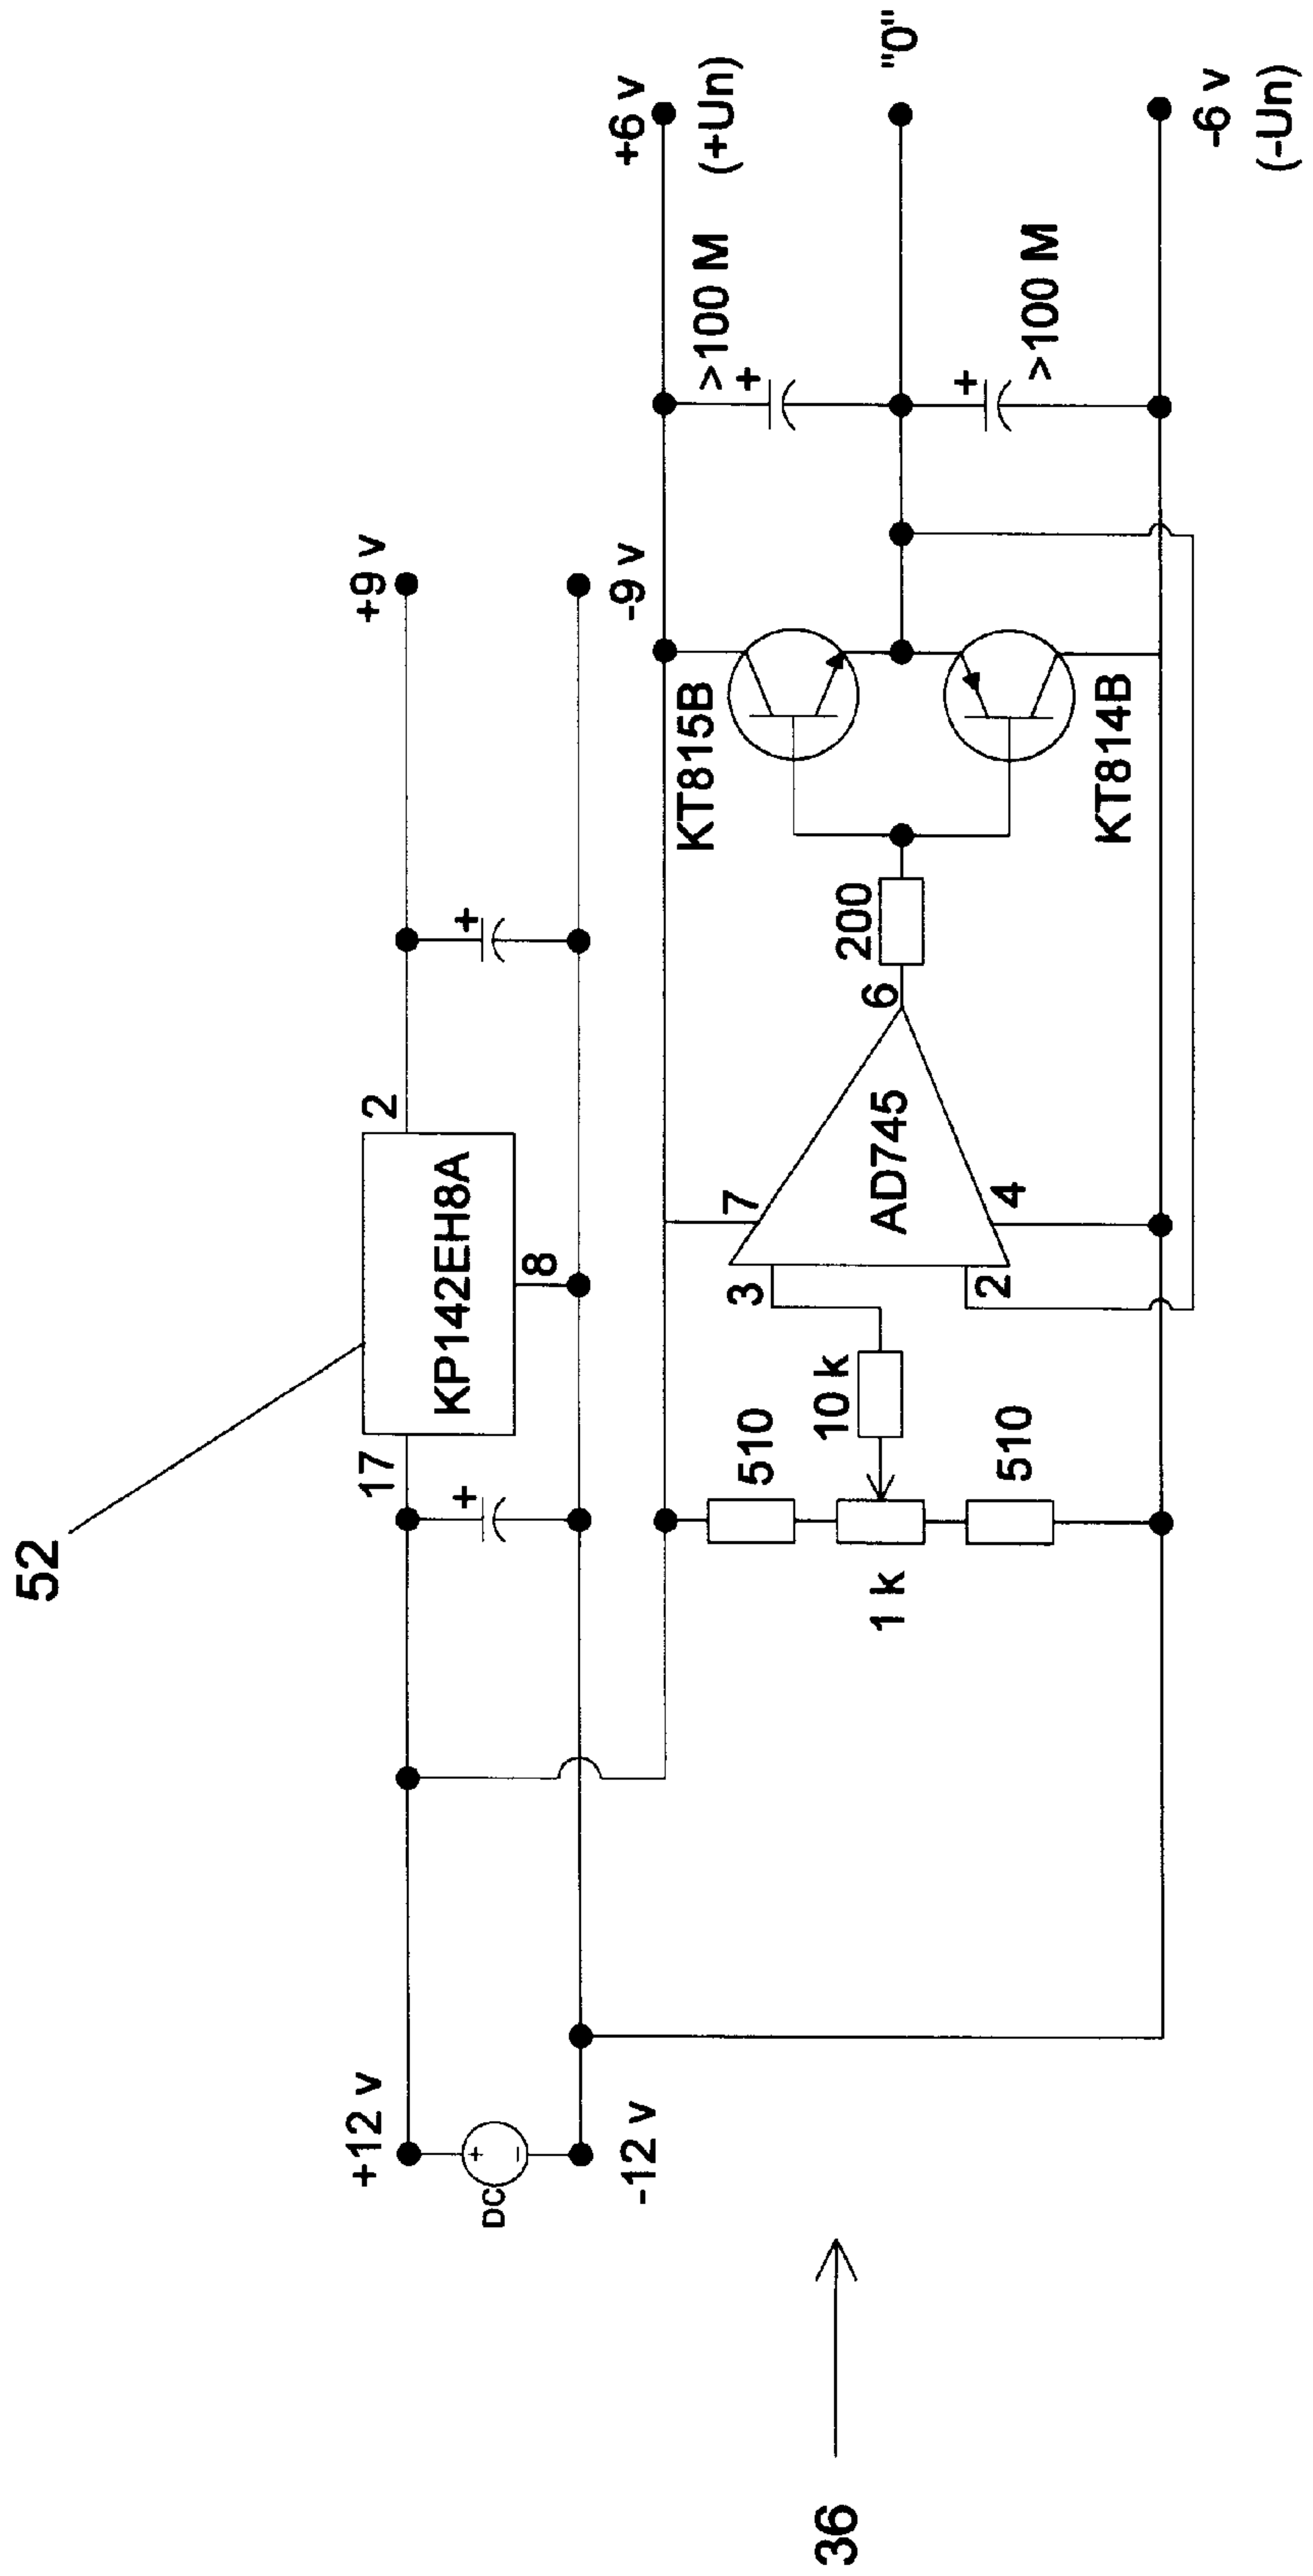 52
+12 v
DC
+
–
-12 v
17
KP142EH8A
2
8
+
+
+9 v
-9 v
36
1 k
510
510
10 k
3
2
7
4
AD745
6
200
KT815B
KT814B
>100 M
+
+
>100 M
+6 v
(+Un)
"0"
-6 v
(-Un)